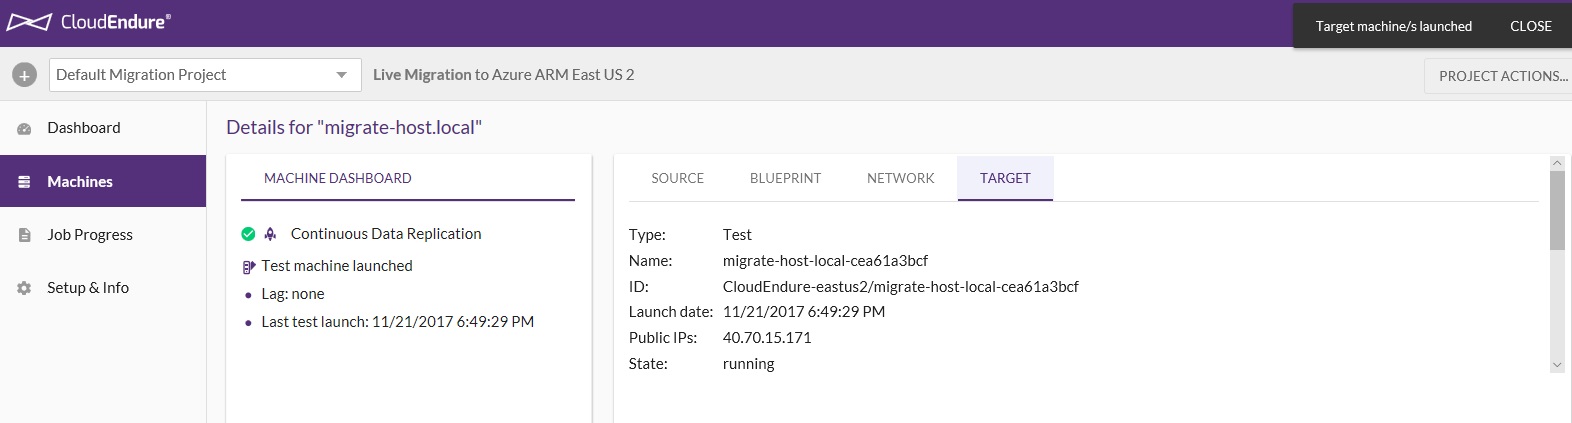 CloudEndure®
Target machine/s launched CLOSE
Default Migration Project Live Migration to Azure ARM East US 2 PROJECT ACTIONS...
Dashboard
Machines
Job Progress
Setup & Info
Details for "migrate-host.local"
MACHINE DASHBOARD
Continuous Data Replication
Test machine launched
Lag: none
Last test launch: 11/21/2017 6:49:29 PM
SOURCE BLUEPRINT NETWORK TARGET
Type: Test
Name: migrate-host-local-cea61a3bcf
ID: CloudEndure-eastus2/migrate-host-local-cea61a3bcf
Launch date: 11/21/2017 6:49:29 PM
Public IPs: 40.70.15.171
State: running